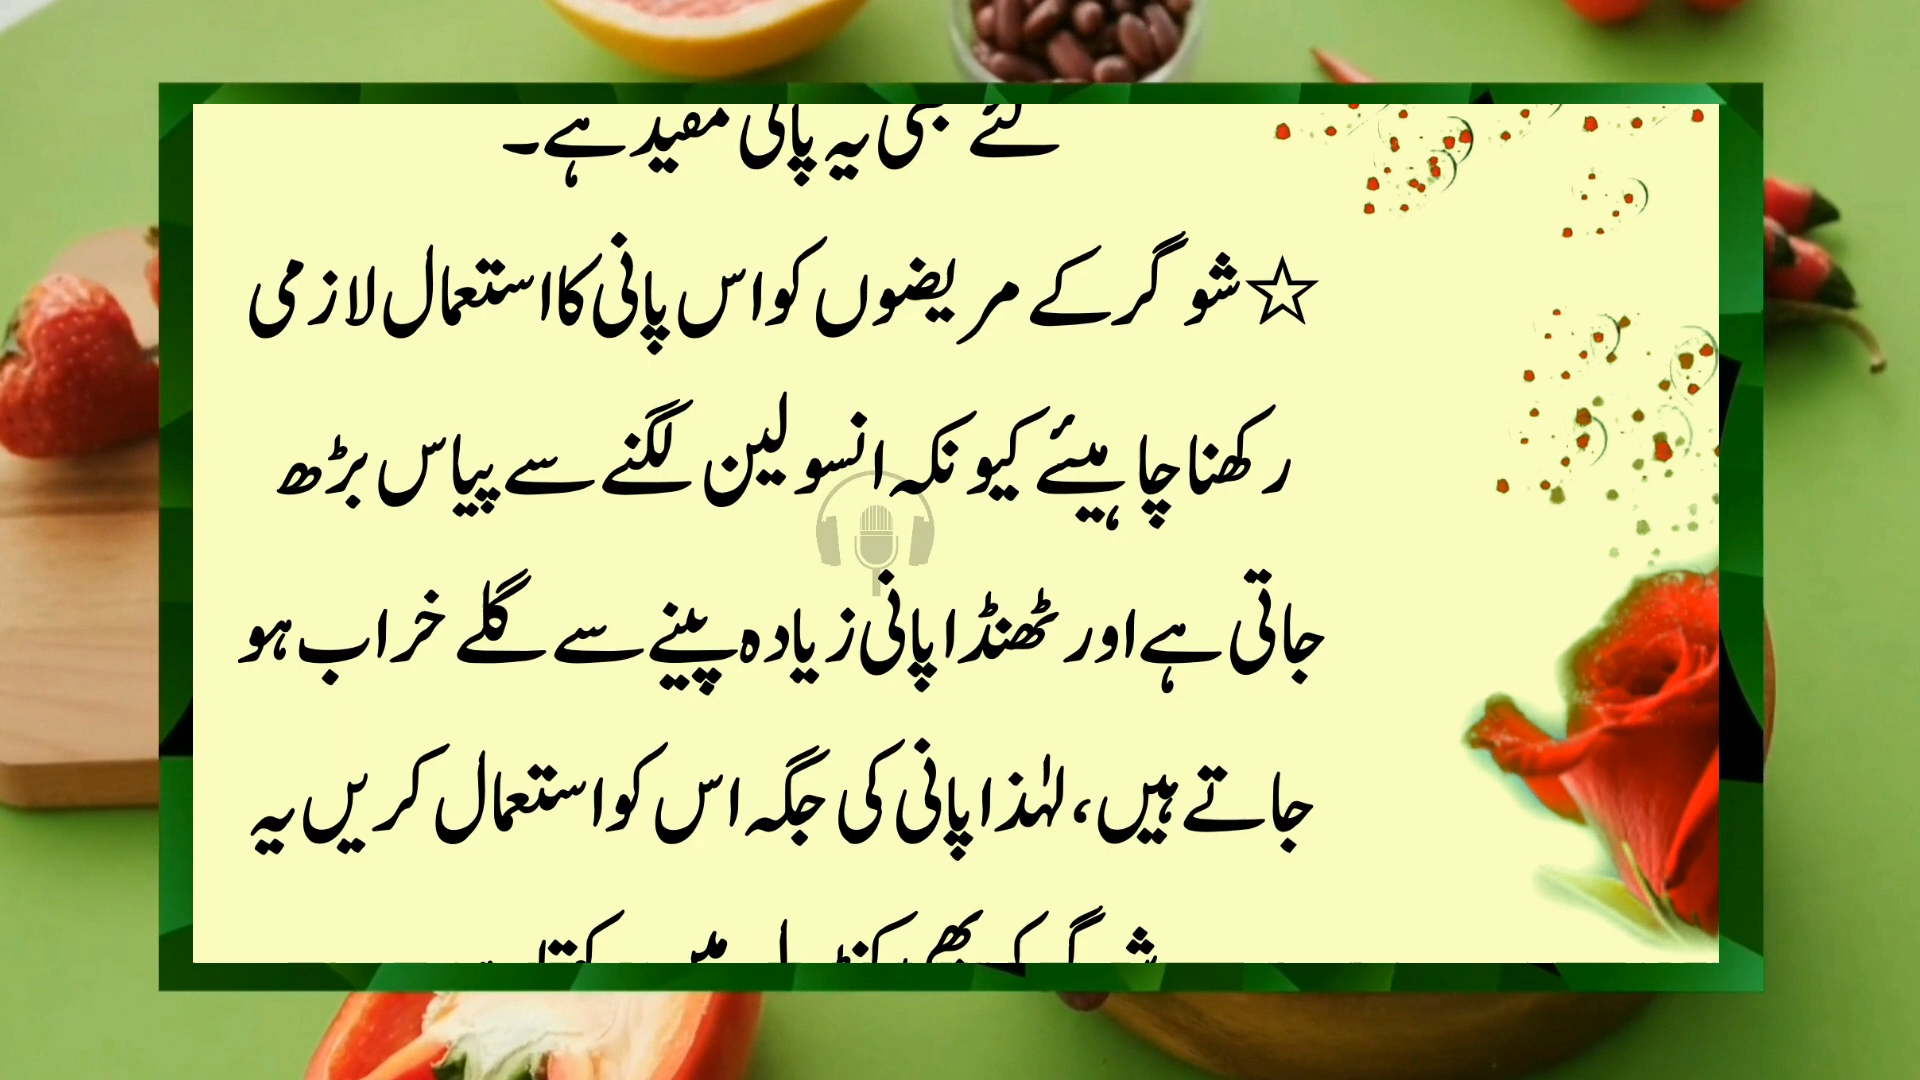 لئے بھی یہ پانی مفید ہے۔
☆شوگر کے مریضوں کو اس پانی کا استعمال لازمی
رکھنا چاہیئے کیونکہ انسولین لگنے سے پیاس بڑھ
جاتی ہے اور ٹھنڈا پانی زیادہ پینے سے گلے خراب ہو
جاتے ہیں، لہٰذا پانی کی جگہ اس کو استعمال کریں یہ